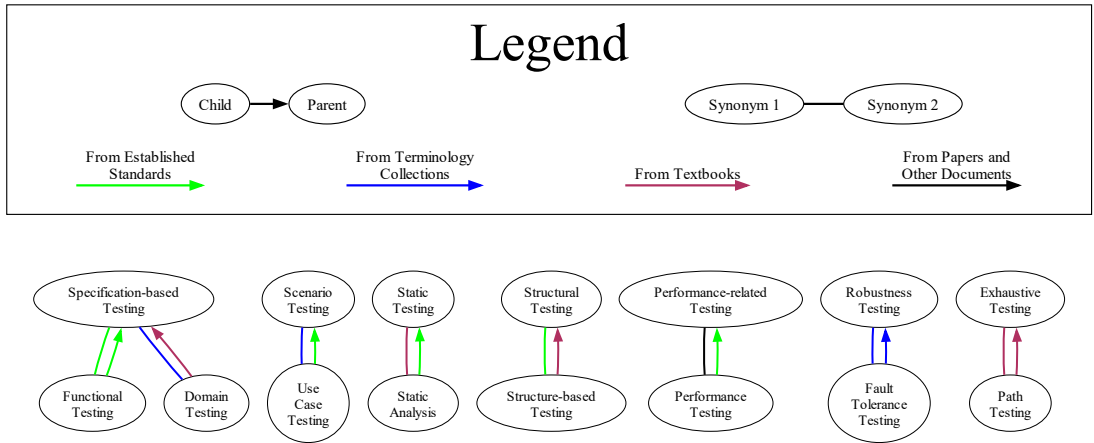 Legend
Child
Parent
Synonym 1
Synonym 2
From Established
Standards
From Terminology
Collections
From Textbooks
From Papers and
Other Documents
Specification-based
Testing
Scenario
Testing
Static
Testing
Structural
Testing
Performance-related
Testing
Robustness
Testing
Exhaustive
Testing
Functional
Testing
Domain
Testing
Use
Case
Testing
Static
Analysis
Structure-based
Testing
Performance
Testing
Fault
Tolerance
Testing
Path
Testing